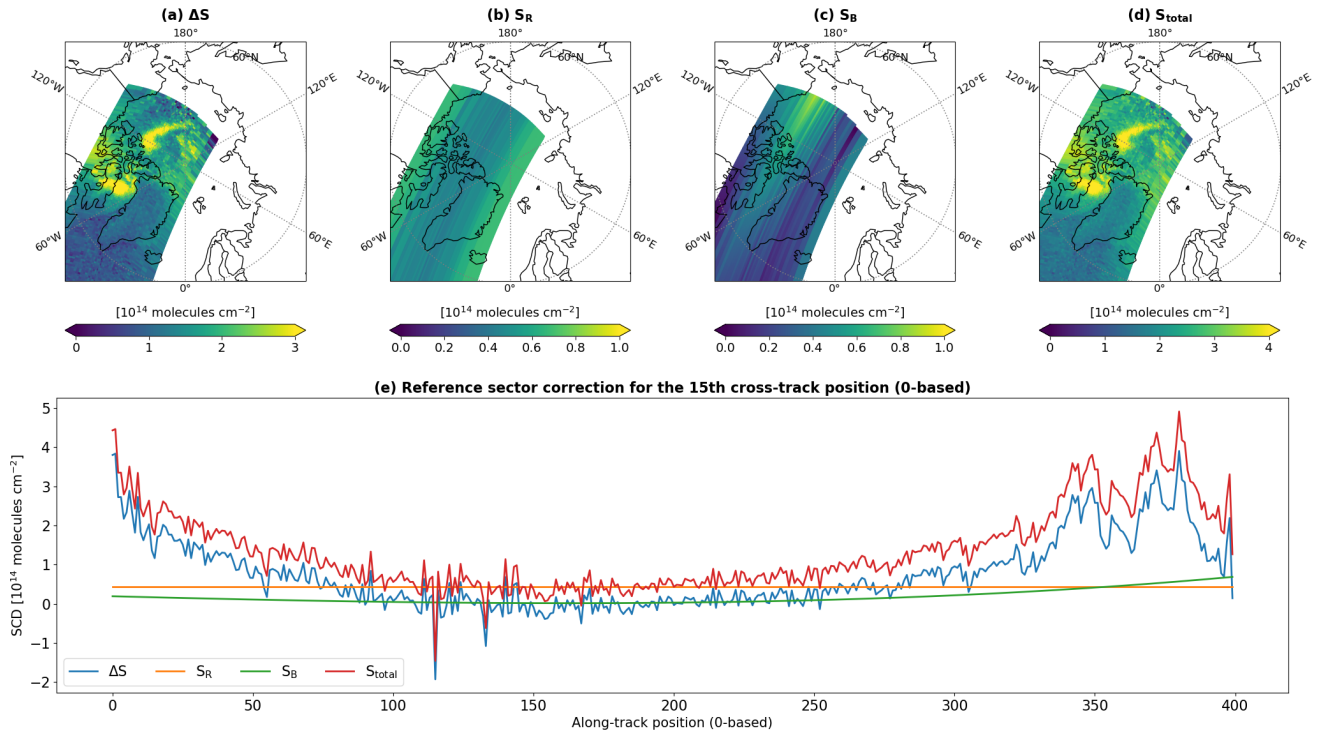 (a) ΔS
(b) S_R
(c) S_B
(d) S_total
180°
180°
180°
180°
60°N
60°N
60°N
60°N
120°W
120°E
120°W
120°E
120°W
120°E
120°W
120°E
60°W
60°E
60°W
60°E
60°W
60°E
60°W
60°E
0°
0°
0°
0°
[10^14 molecules cm^−2]
[10^14 molecules cm^−2]
[10^14 molecules cm^−2]
[10^14 molecules cm^−2]
0 1 2 3
0.0 0.2 0.4 0.6 0.8 1.0
0.0 0.2 0.4 0.6 0.8 1.0
0 1 2 3 4
(e) Reference sector correction for the 15th cross-track position (0-based)
SCD [10^14 molecules cm^−2]
5
4
3
2
1
0
−1
−2
ΔS S_R S_B S_total
0 50 100 150 200 250 300 350 400
Along-track position (0-based)